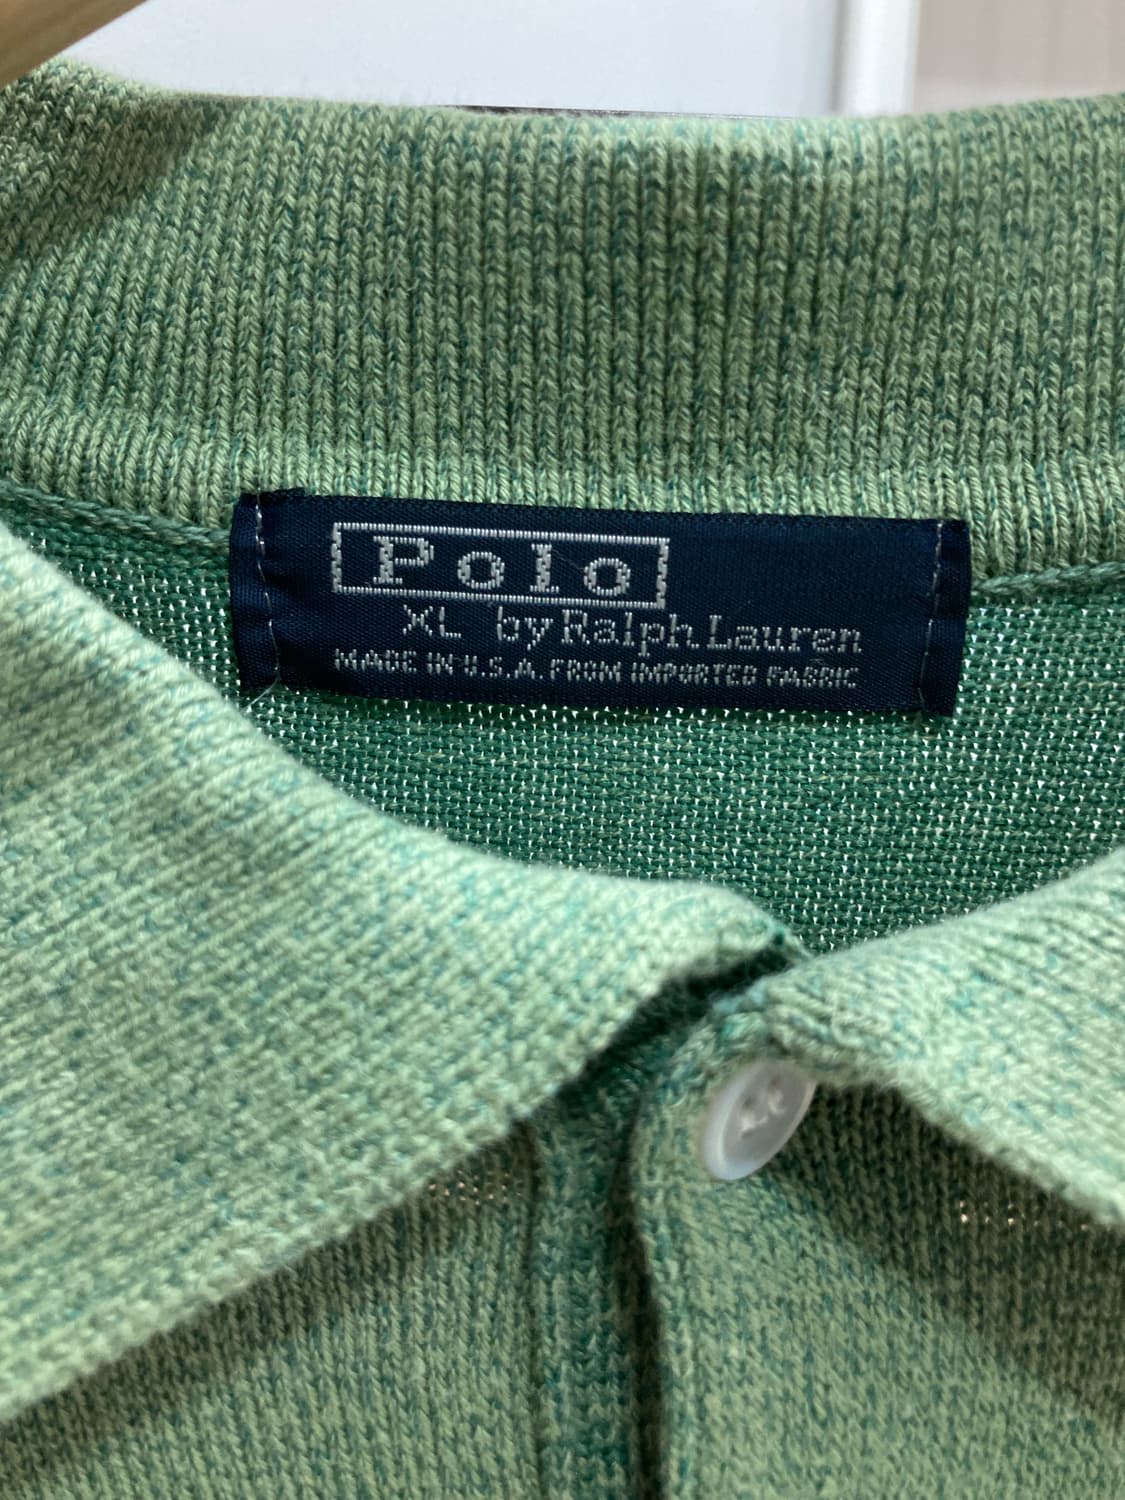 Polo
XL by Ralph Lauren
MADE IN U.S.A. FROM IMPORTED FABRIC